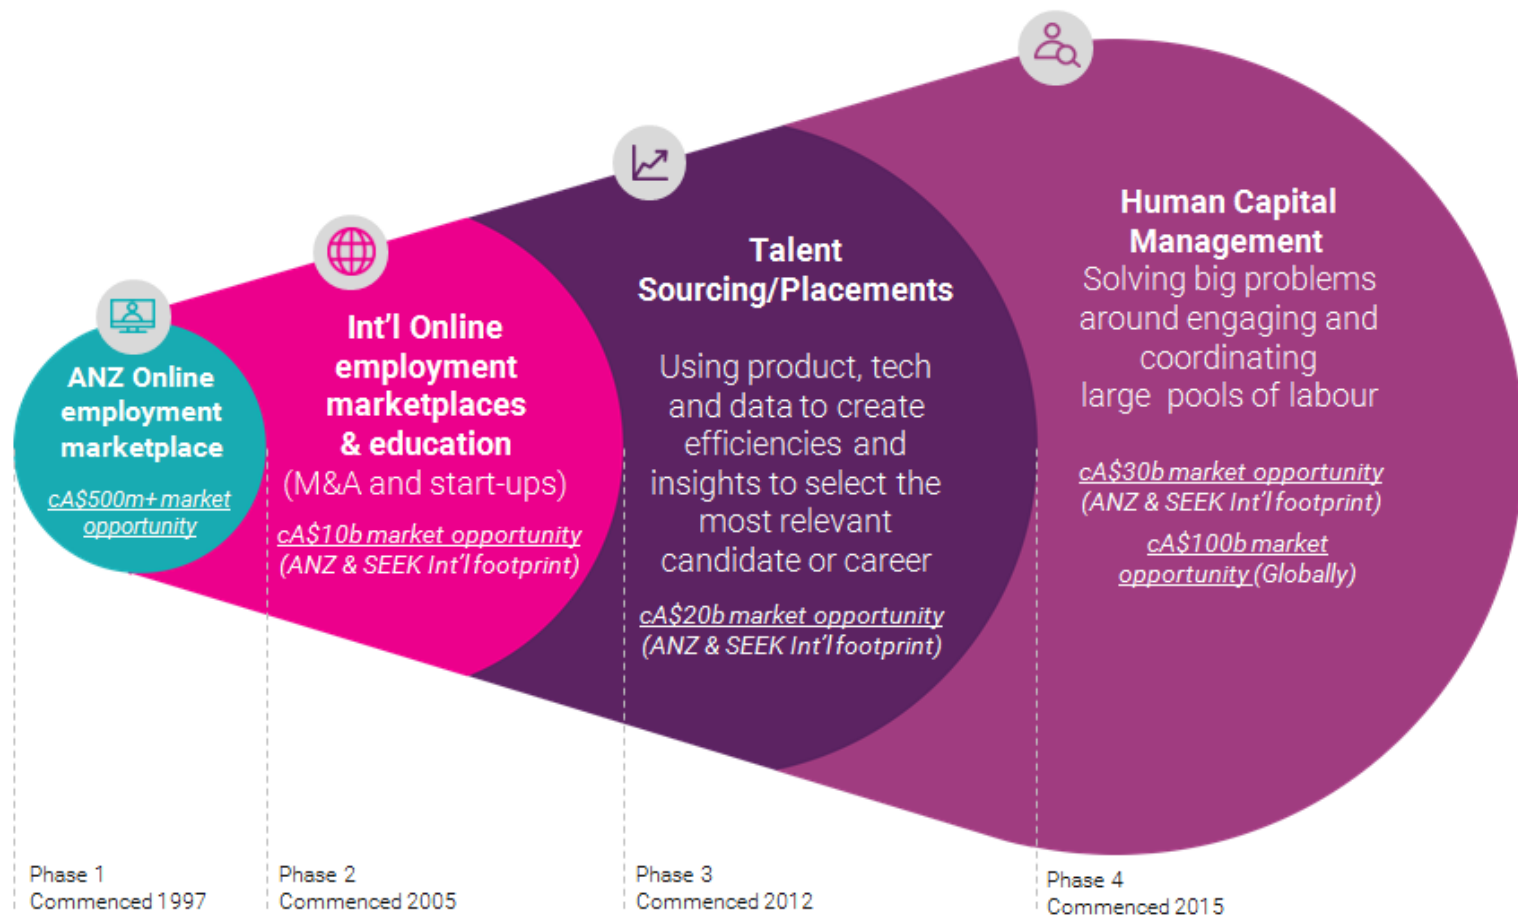 ANZ Online
employment
marketplace
cA$500m+ market
opportunity
Int'l Online
employment
marketplaces
& education
(M&A and start-ups)
cA$10b market opportunity
(ANZ & SEEK Int'l footprint)
Talent
Sourcing/Placements
Using product, tech
and data to create
efficiencies and
insights to select the
most relevant
candidate or career
cA$20b market opportunity
(ANZ & SEEK Int'l footprint)
Human Capital
Management
Solving big problems
around engaging and
coordinating
large pools of labour
cA$30b market opportunity
(ANZ & SEEK Int'l footprint)
cA$100b market
opportunity (Globally)
Phase 1
Commenced 1997
Phase 2
Commenced 2005
Phase 3
Commenced 2012
Phase 4
Commenced 2015